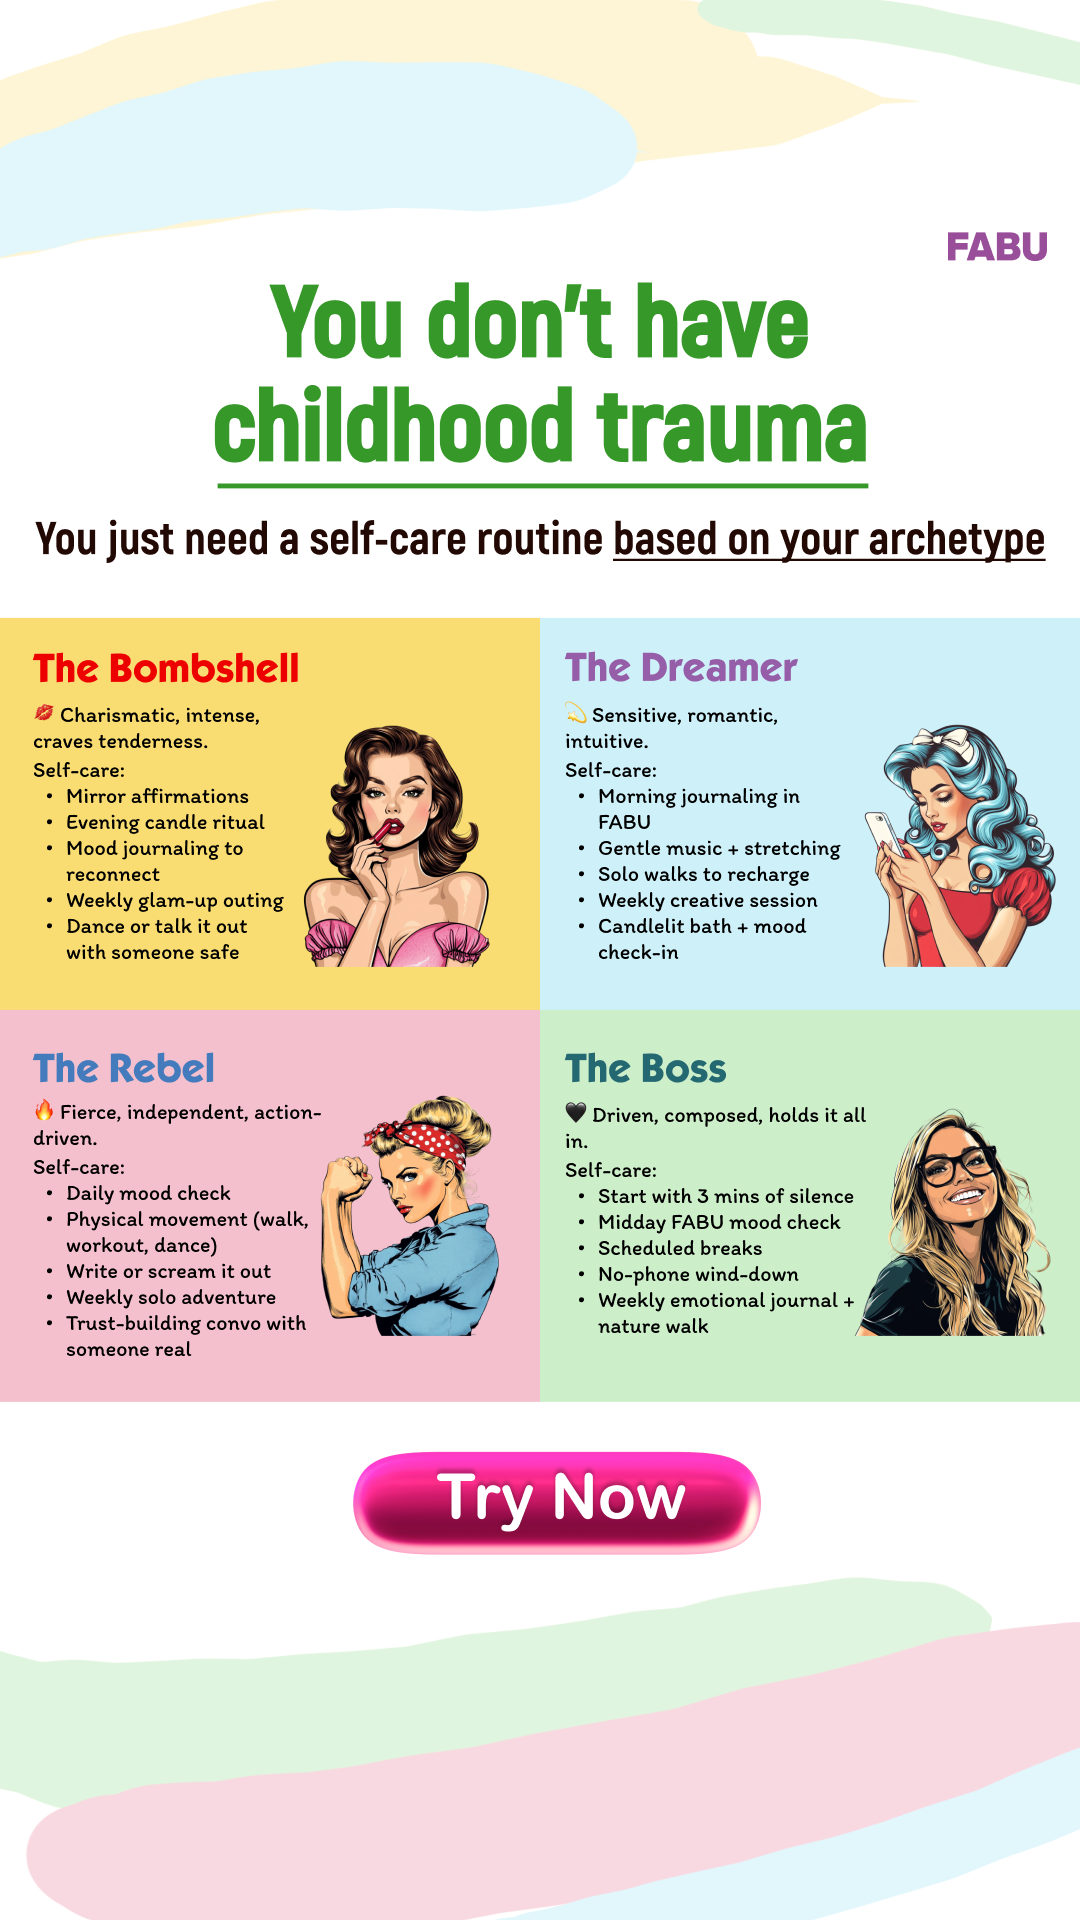 FABU
You don't have
childhood trauma
You just need a self-care routine based on your archetype
The Bombshell
💋 Charismatic, intense,
craves tenderness.
Self-care:
• Mirror affirmations
• Evening candle ritual
• Mood journaling to
reconnect
• Weekly glam-up outing
• Dance or talk it out
with someone safe
The Dreamer
💫 Sensitive, romantic,
intuitive.
Self-care:
• Morning journaling in
FABU
• Gentle music + stretching
• Solo walks to recharge
• Weekly creative session
• Candlelit bath + mood
check-in
The Rebel
🔥 Fierce, independent, action-
driven.
Self-care:
• Daily mood check
• Physical movement (walk,
workout, dance)
• Write or scream it out
• Weekly solo adventure
• Trust-building convo with
someone real
The Boss
🖤 Driven, composed, holds it all
in.
Self-care:
• Start with 3 mins of silence
• Midday FABU mood check
• Scheduled breaks
• No-phone wind-down
• Weekly emotional journal +
nature walk
Try Now